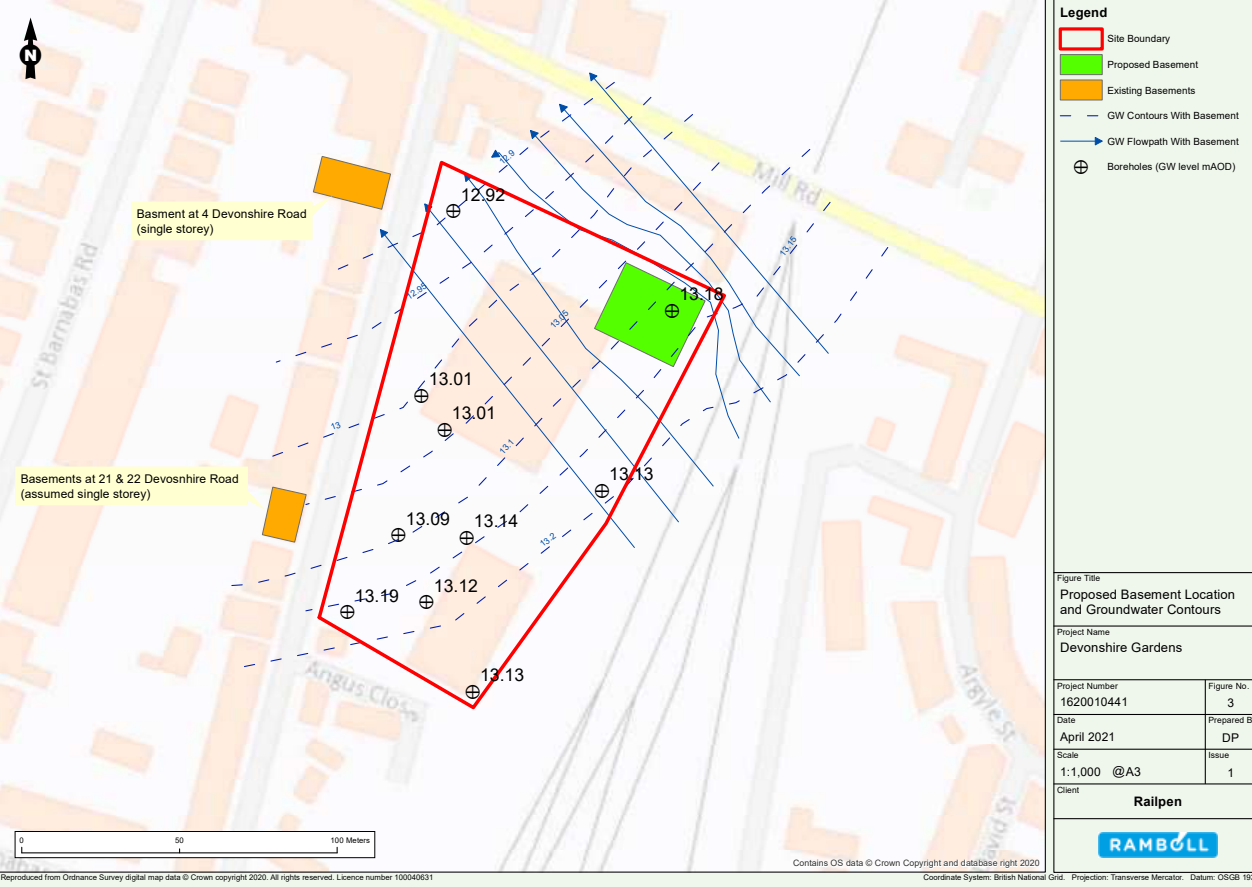 N
12.9
Mill Rd
12.92
Basment at 4 Devonshire Road
(single storey)
St Barnabas Rd
13.15
12.95
13.18
13.05
13.01
13.01
13
13.1
13.13
Basements at 21 & 22 Devosnhire Road
(assumed single storey)
13.09
13.14
13.2
13.12
13.19
13.13
Angus Close
Argyle St
David St
0 50 100 Meters
Contains OS data © Crown Copyright and database right 2020
Reproduced from Ordnance Survey digital map data © Crown copyright 2020. All rights reserved. Licence number 100040631
Coordinate System: British National Grid. Projection: Transverse Mercator. Datum: OSGB 193
Legend
Site Boundary
Proposed Basement
Existing Basements
GW Contours With Basement
GW Flowpath With Basement
Boreholes (GW level mAOD)
Figure Title
Proposed Basement Location
and Groundwater Contours
Project Name
Devonshire Gardens
Project Number
1620010441
Figure No.
3
Date
April 2021
Prepared B
DP
Scale
1:1,000 @A3
Issue
1
Client
Railpen
RAMBOLL